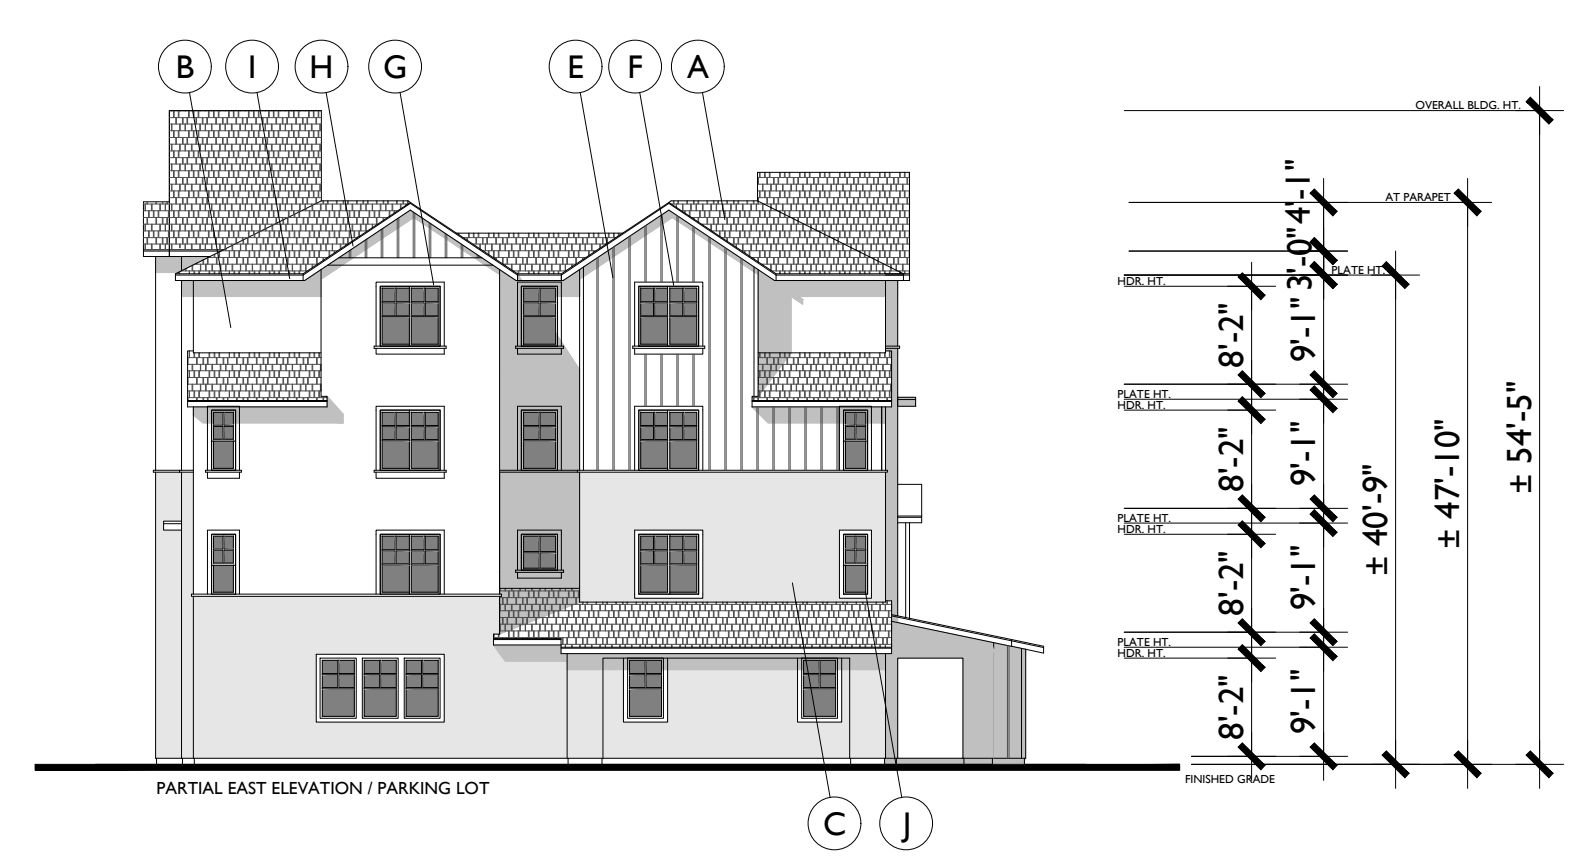 B I H G E F A
OVERALL BLDG. HT.
AT PARAPET
PLATE HT.
HDR. HT.
PLATE HT.
HDR. HT.
PLATE HT.
HDR. HT.
PLATE HT.
HDR. HT.
FINISHED GRADE
8'-2"
8'-2"
8'-2"
8'-2"
4'-1"
3'-0"
9'-1"
9'-1"
9'-1"
9'-1"
± 40'-9"
± 47'-10"
± 54'-5"
PARTIAL EAST ELEVATION / PARKING LOT
C J